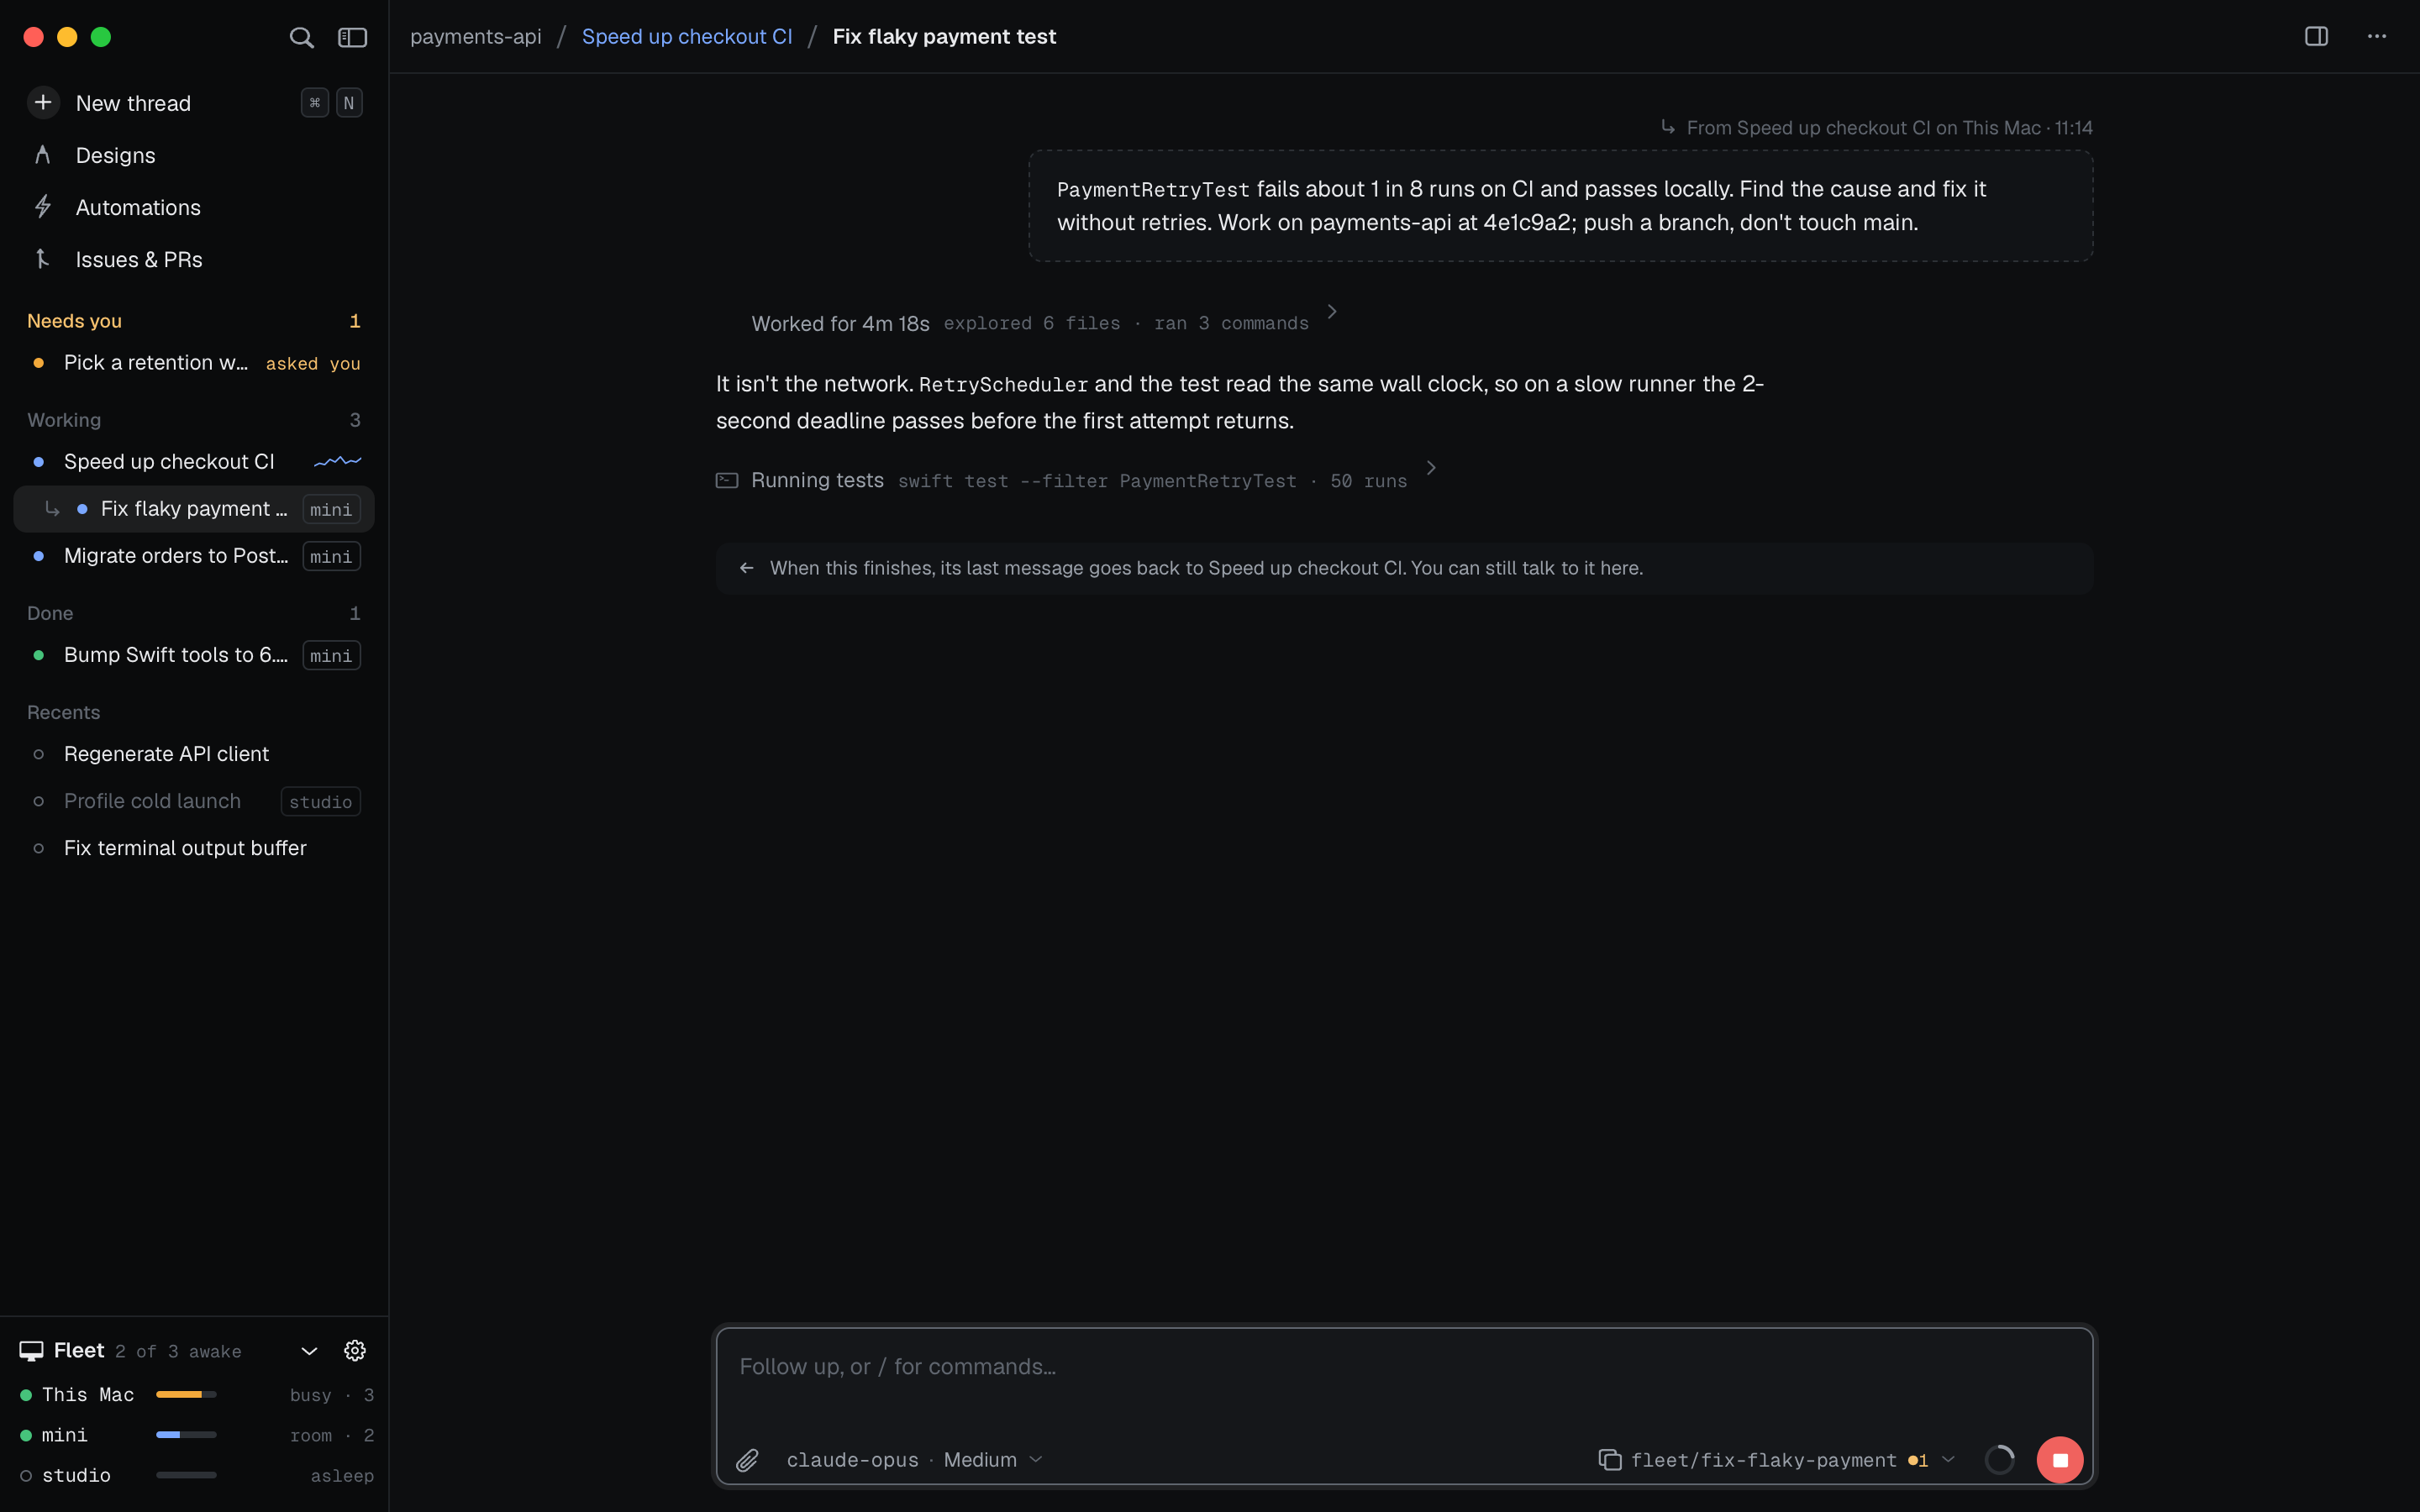 payments-api / Speed up checkout CI / Fix flaky payment test
New thread ⌘ N
Designs
Automations
Issues & PRs
Needs you 1
Pick a retention w... asked you
Working 3
Speed up checkout CI
Fix flaky payment ... mini
Migrate orders to Post... mini
Done 1
Bump Swift tools to 6.... mini
Recents
Regenerate API client
Profile cold launch studio
Fix terminal output buffer
Fleet 2 of 3 awake
This Mac busy · 3
mini room · 2
studio asleep
From Speed up checkout CI on This Mac · 11:14
PaymentRetryTest fails about 1 in 8 runs on CI and passes locally. Find the cause and fix it
without retries. Work on payments-api at 4e1c9a2; push a branch, don't touch main.
Worked for 4m 18s explored 6 files · ran 3 commands
It isn't the network. RetryScheduler and the test read the same wall clock, so on a slow runner the 2-
second deadline passes before the first attempt returns.
Running tests swift test --filter PaymentRetryTest · 50 runs
When this finishes, its last message goes back to Speed up checkout CI. You can still talk to it here.
Follow up, or / for commands...
claude-opus · Medium fleet/fix-flaky-payment 1